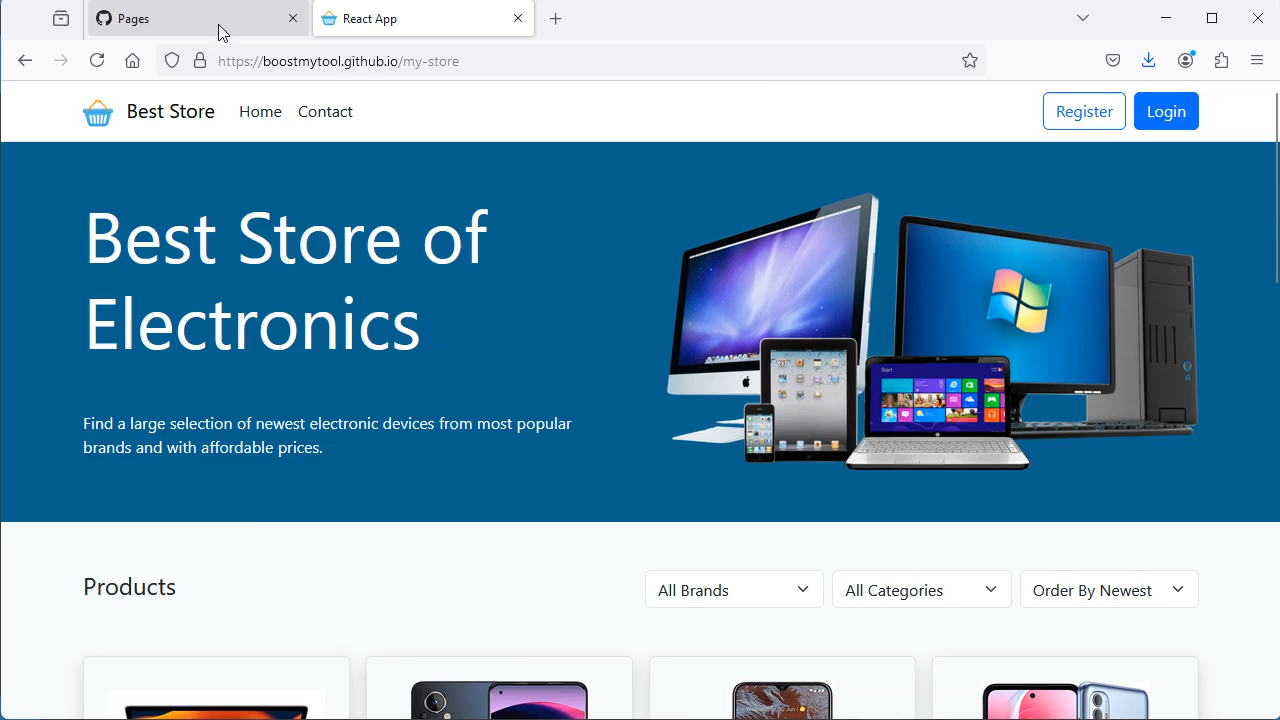 Pages
React App
https://boostmytool.github.io/my-store
Best Store
Home
Contact
Register
Login
Best Store of
Electronics
Find a large selection of newest electronic devices from most popular
brands and with affordable prices.
Start
Products
All Brands
All Categories
Order By Newest